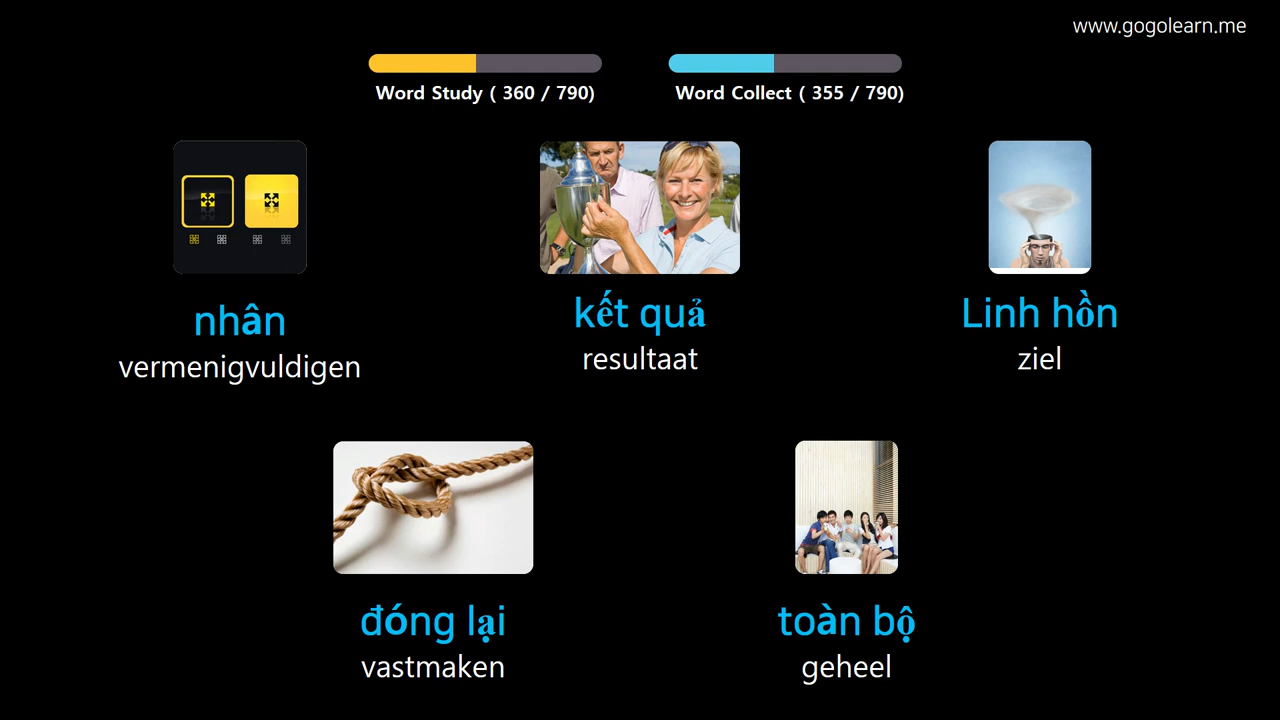 www.gogolearn.me
Word Study ( 360 / 790)
Word Collect ( 355 / 790)
nhân
vermenigvuldigen
kết quả
resultaat
Linh hồn
ziel
đóng lại
vastmaken
toàn bộ
geheel